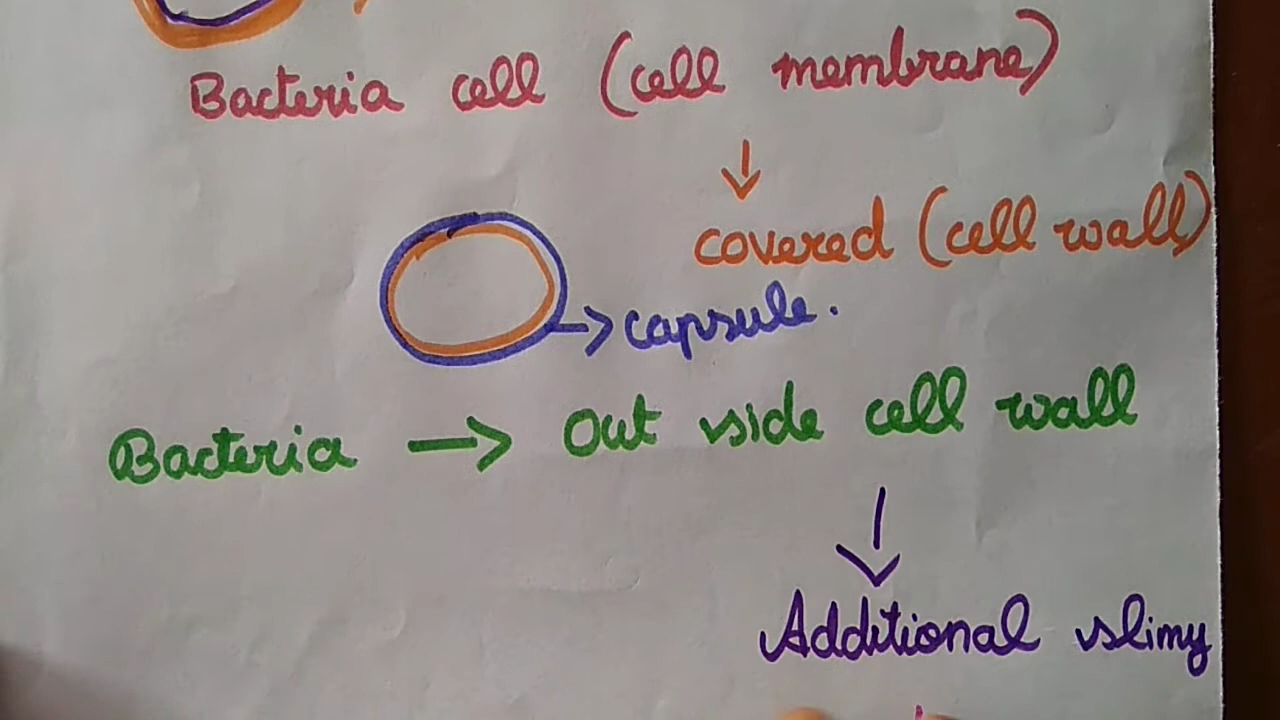 Bacteria cell (cell membrane)
↓
covered (cell wall)
→ capsule.
Bacteria → Out side cell wall
↓
Additional slimy